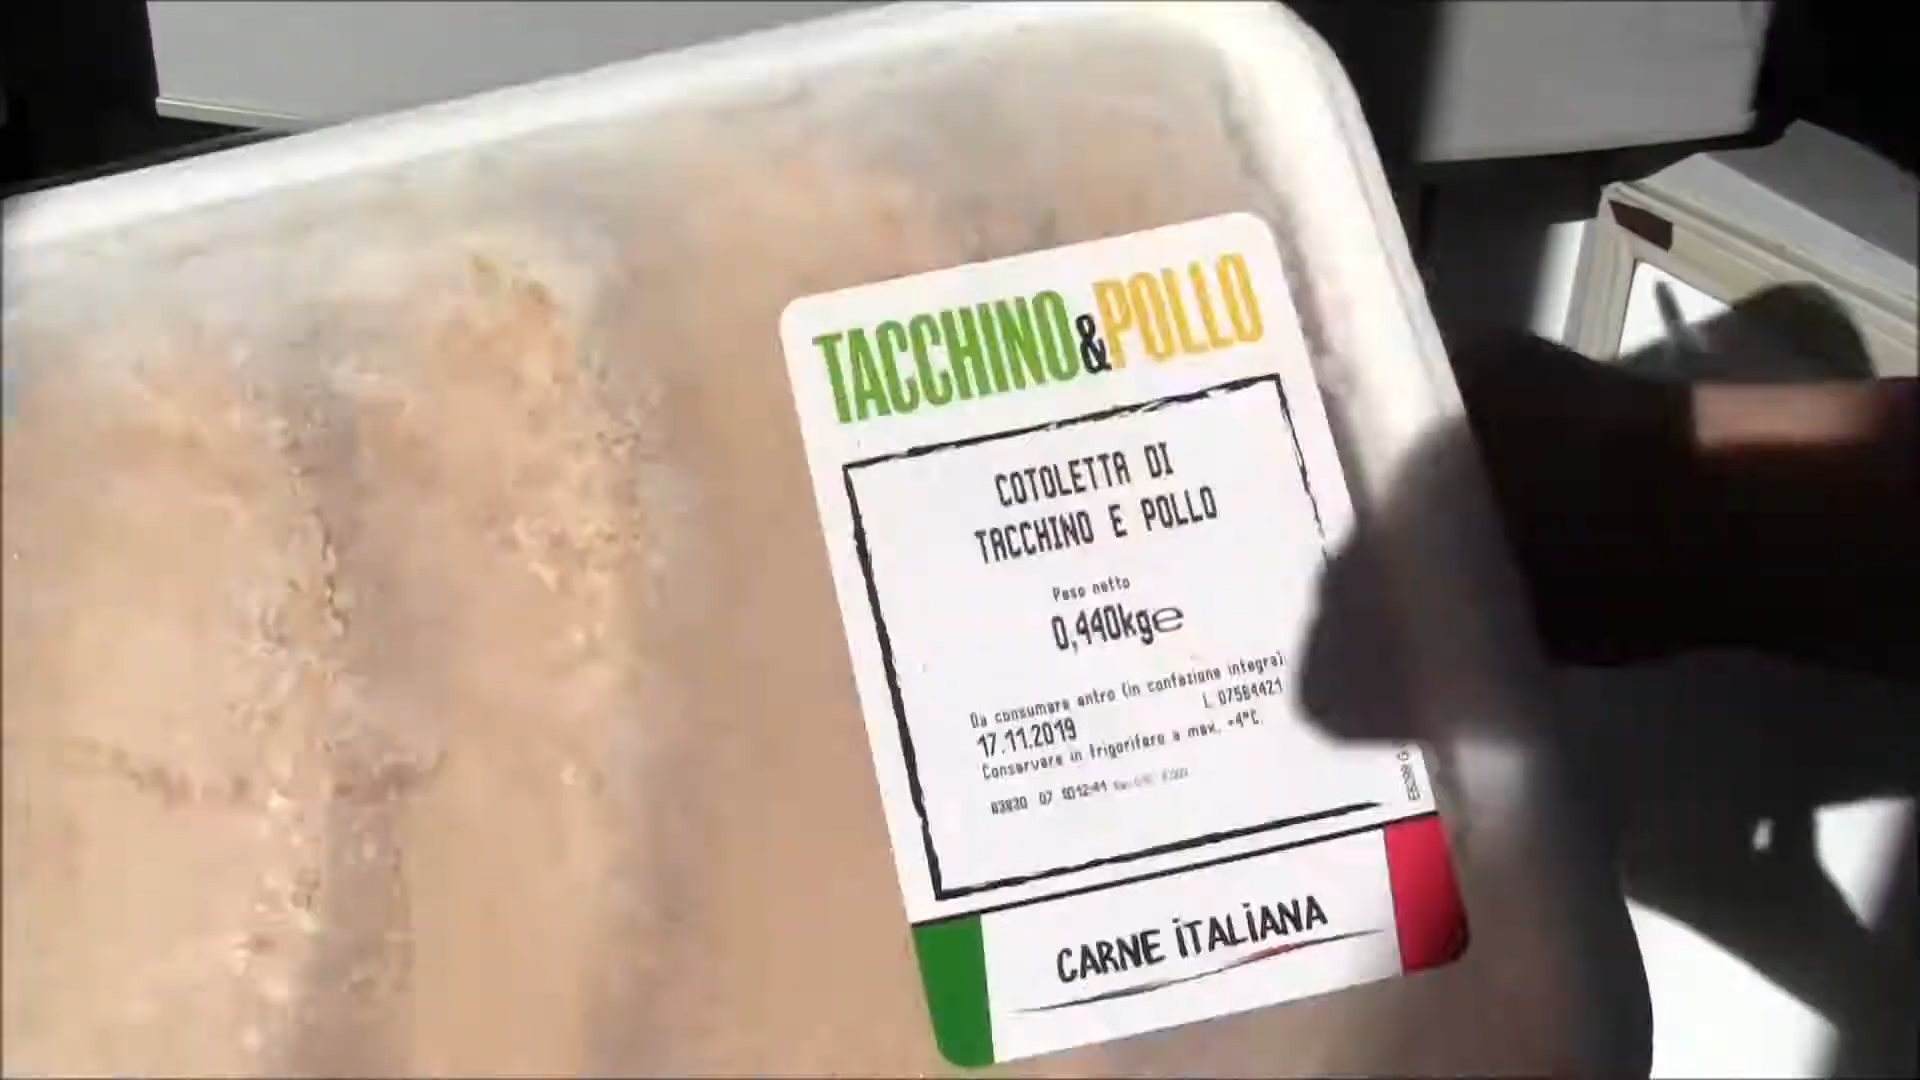 TACCHINO&POLLO
COTOLETTA DI
TACCHINO E POLLO
Peso netto
0,440kg℮
Da consumare entro (in confezione integra):
17.11.2019 L 07564421
Conservare in frigorifero a max. +4°C.
CARNE ITALIANA